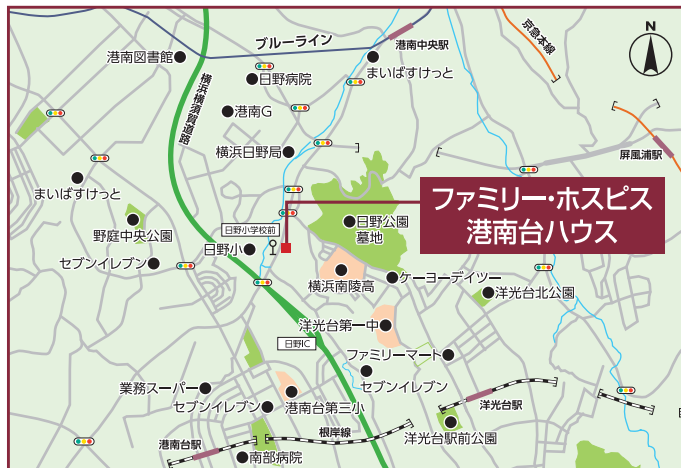 ブルーライン
港南中央駅
京急本線
N
港南図書館
日野病院
まいばすけっと
横浜横須賀道路
港南G
横浜日野局
屏風浦駅
まいばすけっと
ファミリー・ホスピス
港南台ハウス
野庭中央公園
日野小学校前
日野公園
墓地
日野小
セブンイレブン
横浜南陵高
ケーヨーデイツー
洋光台北公園
洋光台第一中
日野IC
ファミリーマート
セブンイレブン
業務スーパー
セブンイレブン
港南台第三小
洋光台駅
洋光台駅前公園
港南台駅
根岸線
南部病院